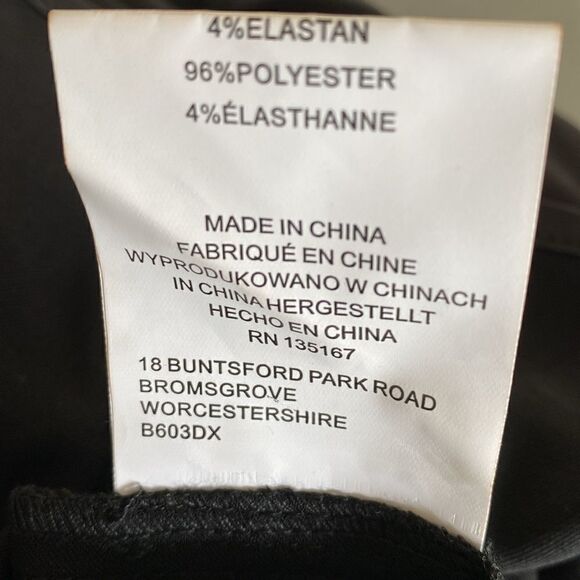 4%ELASTAN
96%POLYESTER
4%ÉLASTHANNE
MADE IN CHINA
FABRIQUÉ EN CHINE
WYPRODUKOWANO W CHINACH
IN CHINA HERGESTELLT
HECHO EN CHINA
RN 135167
18 BUNTSFORD PARK ROAD
BROMSGROVE
WORCESTERSHIRE
B603DX